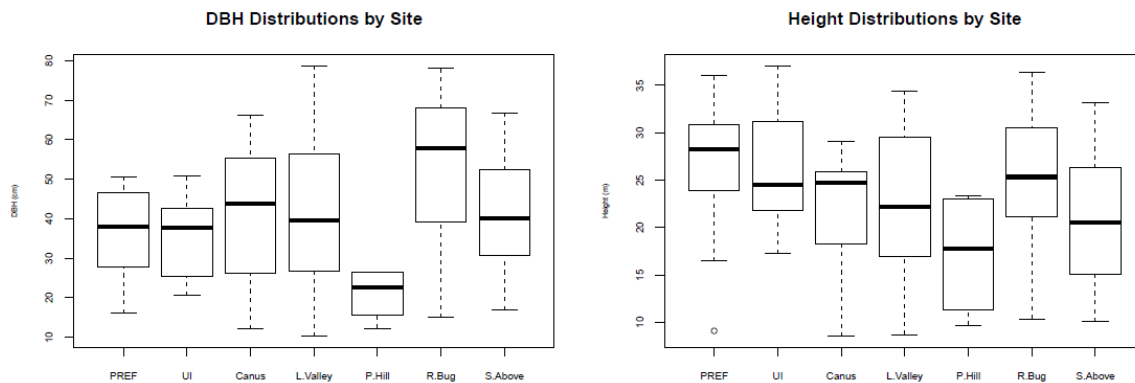 DBH Distributions by Site
DBH (cm)
80
70
60
50
40
30
20
10
PREF UI Canus L.Valley P.Hill R.Bug S.Above
Height Distributions by Site
Height (m)
35
30
25
20
15
10
PREF UI Canus L.Valley P.Hill R.Bug S.Above